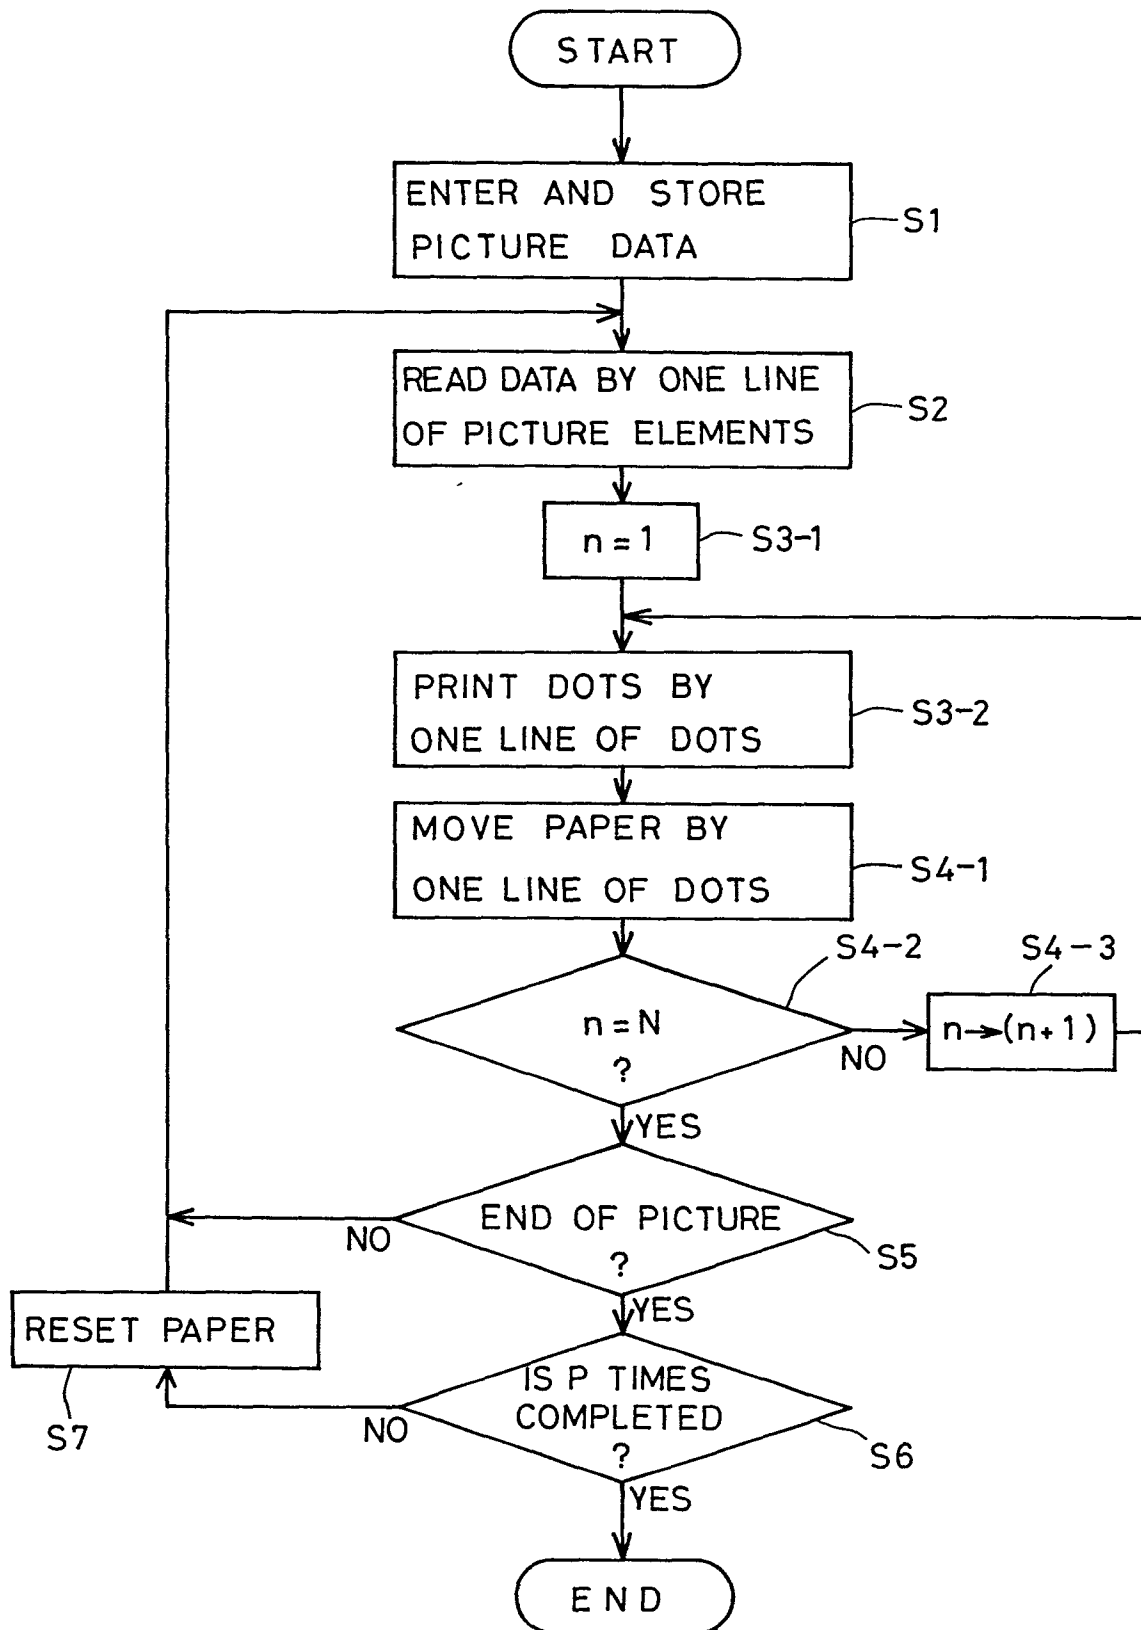 START
ENTER AND STORE
PICTURE DATA
S1
READ DATA BY ONE LINE
OF PICTURE ELEMENTS
S2
n = 1
S3-1
PRINT DOTS BY
ONE LINE OF DOTS
S3-2
MOVE PAPER BY
ONE LINE OF DOTS
S4-1
n = N
?
S4-2
NO
S4-3
n→(n+1)
YES
END OF PICTURE
?
S5
NO
YES
RESET PAPER
S7
IS P TIMES
COMPLETED
?
S6
NO
YES
END